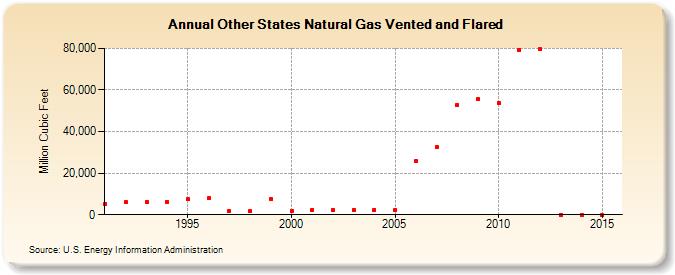 Annual Other States Natural Gas Vented and Flared
Million Cubic Feet
80,000
60,000
40,000
20,000
0
1995 2000 2005 2010 2015
Source: U.S. Energy Information Administration